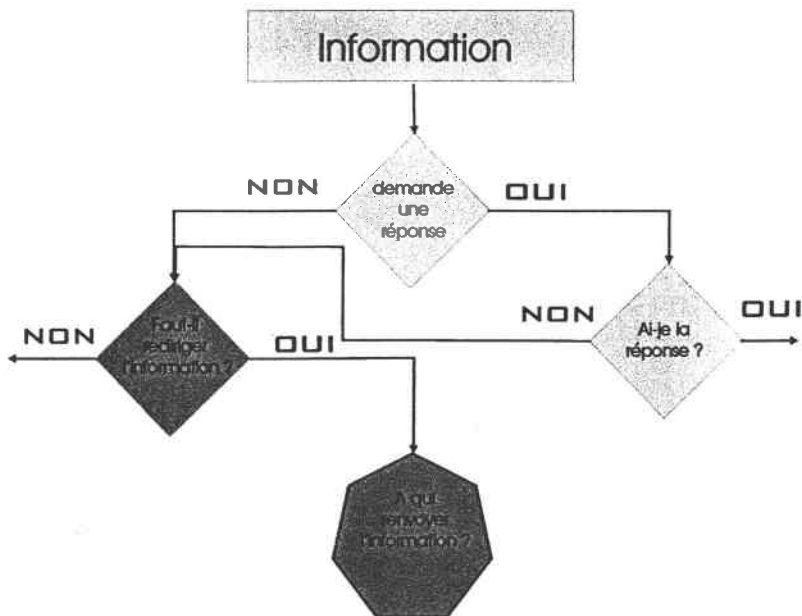 Information
NON
demande
une
réponse
OUI
NON
Faut-il
rediriger
l'information ?
OUI
NON
Ai-je la
réponse ?
OUI
A qui
renvoyer
l'information ?